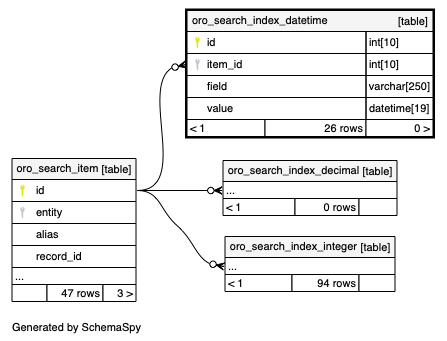 oro_search_index_datetime [table]
id int[10]
item_id int[10]
field varchar[250]
value datetime[19]
< 1 26 rows 0 >
oro_search_item [table]
id
entity
alias
record_id
...
47 rows 3 >
oro_search_index_decimal [table]
...
< 1 0 rows
oro_search_index_integer [table]
...
< 1 94 rows
Generated by SchemaSpy